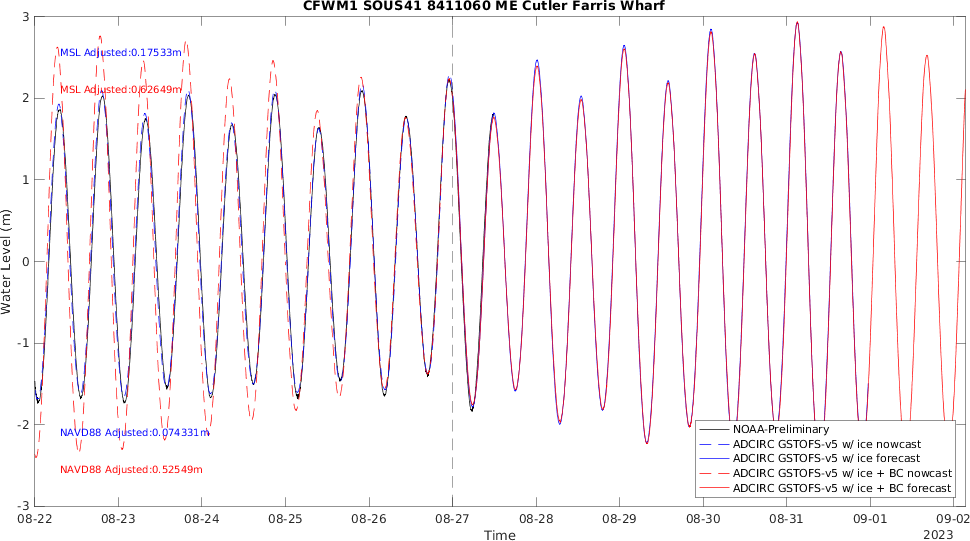 CFWM1 SOUS41 8411060 ME Cutler Farris Wharf
3
2
1
0
-1
-2
-3
Water Level (m)
MSL Adjusted:0.17533m
MSL Adjusted:0.62649m
NAVD88 Adjusted:0.074331m
NAVD88 Adjusted:0.52549m
NOAA-Preliminary
ADCIRC GSTOFS-v5 w/ ice nowcast
ADCIRC GSTOFS-v5 w/ ice forecast
ADCIRC GSTOFS-v5 w/ ice + BC nowcast
ADCIRC GSTOFS-v5 w/ ice + BC forecast
08-22 08-23 08-24 08-25 08-26 08-27 08-28 08-29 08-30 08-31 09-01 09-02
Time
2023